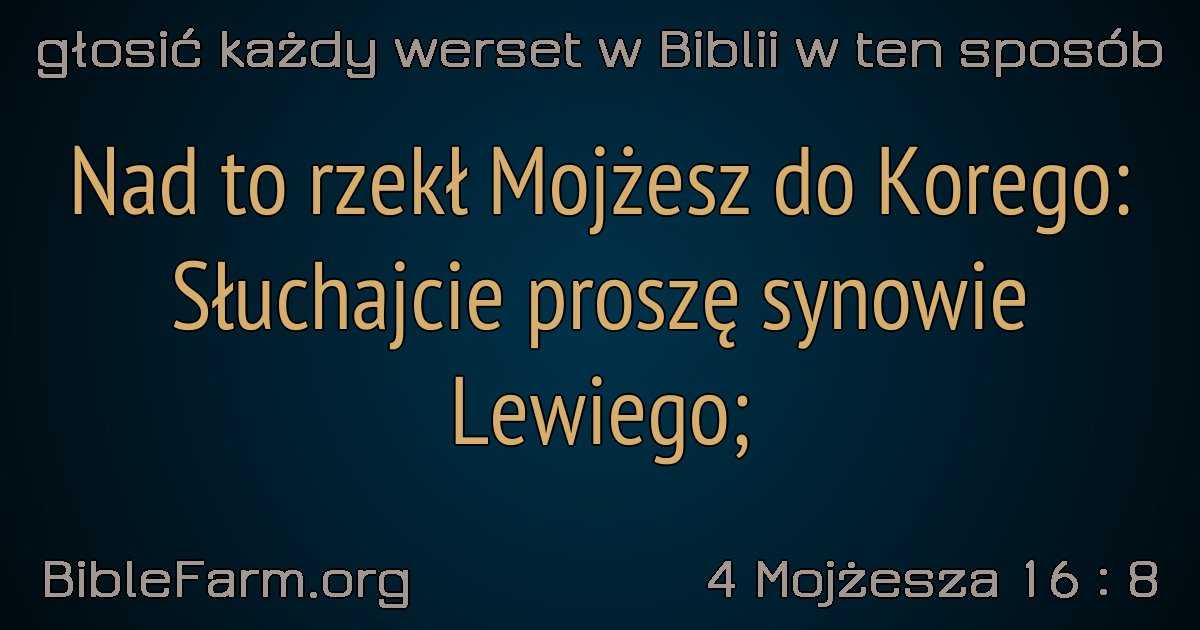 głosić każdy werset w Biblii w ten sposób
Nad to rzekł Mojżesz do Korego:
Słuchajcie proszę synowie
Lewiego;
BibleFarm.org
4 Mojżesza 16 : 8